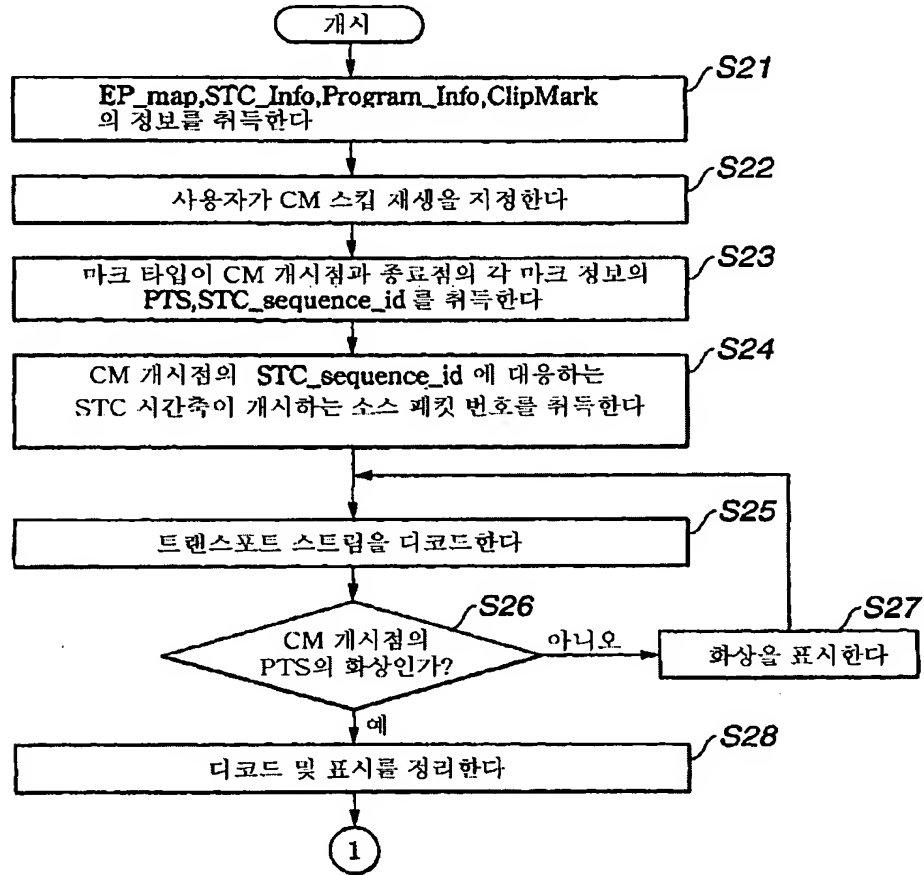 개시
S21
EP_map,STC_Info,Program_Info,ClipMark
의 정보를 취득한다
S22
사용자가 CM 스킵 재생을 지정한다
S23
마크 타입이 CM 개시점과 종료점의 각 마크 정보의
PTS,STC_sequence_id 를 취득한다
S24
CM 개시점의 STC_sequence_id 에 대응하는
STC 시간축이 개시하는 소스 패킷 번호를 취득한다
S25
트랜스포트 스트림을 디코드한다
S26
CM 개시점의
PTS의 화상인가?
아니오
S27
화상을 표시한다
예
S28
디코드 및 표시를 정리한다
1